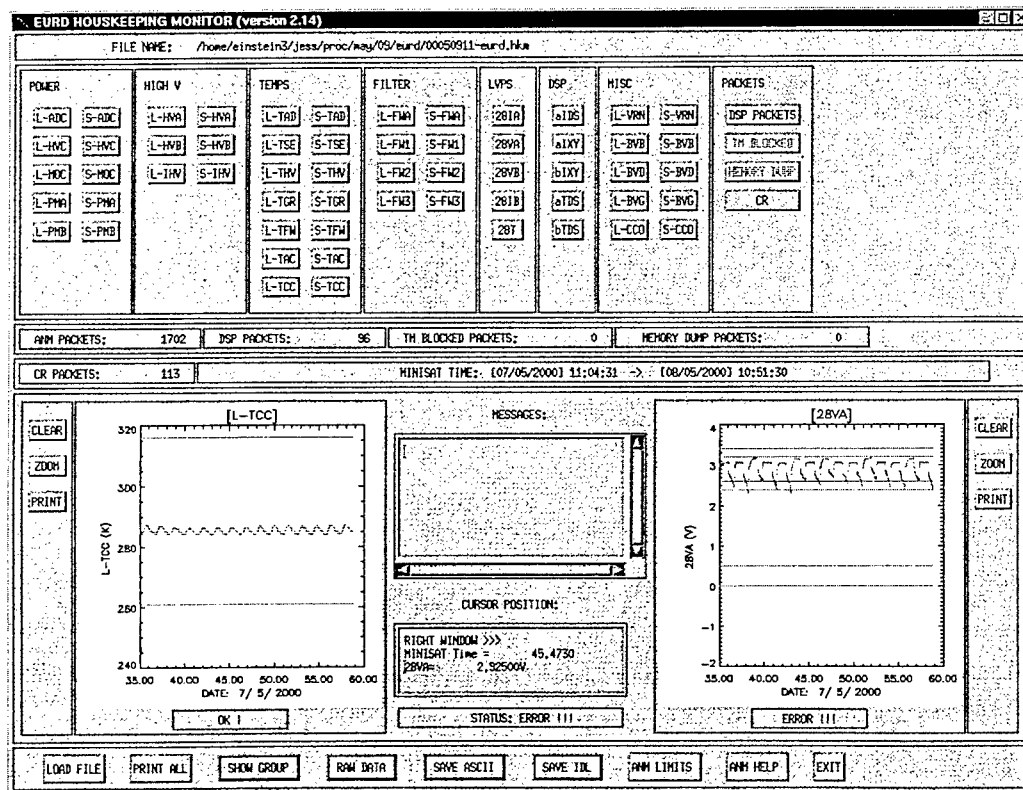 EURD HOUSKEEPING MONITOR (version 2.14)
FILE NAME: /home/einstein3/jess/proc/may/09/eurd/00050911-eurd.hkm
POWER HIGH V TEMPS FILTER LVPS DSP MISC PACKETS
L-ADC S-ADC L-HVA S-HVA L-TAD S-TAD L-FWA S-FWA 28IA aIDS L-VRN S-VRN DSP PACKETS
L-HVC S-HVC L-HVB S-HVB L-TSE S-TSE L-FW1 S-FW1 28VA aIXY L-BVB S-BVB TM BLOCKED
L-MOC S-MOC L-IHV S-IHV L-THV S-THV L-FW2 S-FW2 28VB bIXY L-BVD S-BVD MEMORY DUMP
L-PMA S-PMA L-TGR S-TGR L-FW3 S-FW3 28IB aTDS L-BVG S-BVG CR
L-PMB S-PMB L-TFW S-TFW 28T bTDS L-CCO S-CCO
L-TAC S-TAC
L-TCC S-TCC
ANM PACKETS: 1702 DSP PACKETS: 96 TM BLOCKED PACKETS: 0 MEMORY DUMP PACKETS: 0
CR PACKETS: 113 MINISAT TIME: [07/05/2000] 11:04:31 -> [08/05/2000] 10:51:30
CLEAR
ZOOM
PRINT
[L-TCC]
320
300
280
260
240
L-TCC (K)
35.00 40.00 45.00 50.00 55.00 60.00
DATE: 7/ 5/ 2000
OK !
MESSAGES:
[
CURSOR POSITION:
RIGHT WINDOW >>>
MINISAT Time = 45.4730
28VA= 2.92500V
STATUS: ERROR !!!
[28VA]
4
3
2
1
0
-1
-2
28VA (V)
35.00 40.00 45.00 50.00 55.00 60.00
DATE: 7/ 5/ 2000
ERROR !!!
CLEAR
ZOOM
PRINT
LOAD FILE PRINT ALL SHOW GROUP RAW DATA SAVE ASCII SAVE IDL ANM LIMITS ANM HELP EXIT